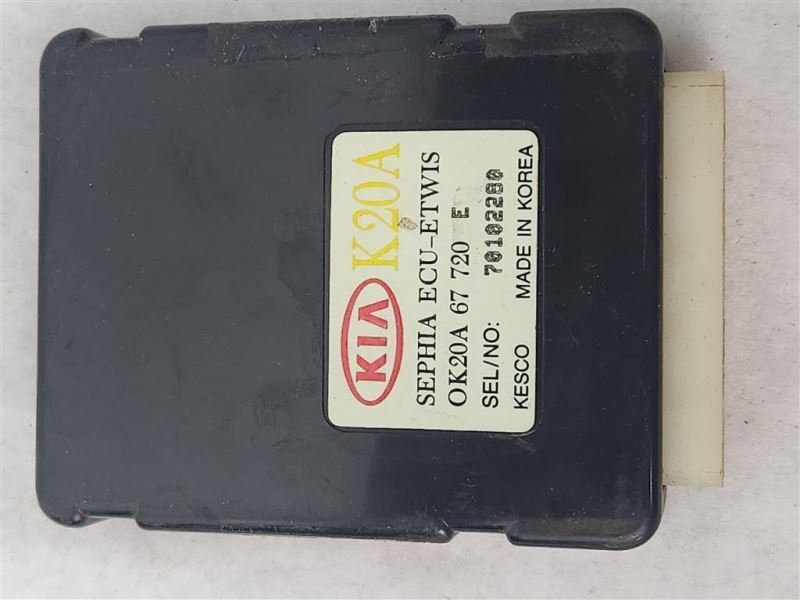 KIA K20A
SEPHIA ECU-ETWIS
OK20A 67 720 E
SEL/NO: 70102280
KESCO MADE IN KOREA